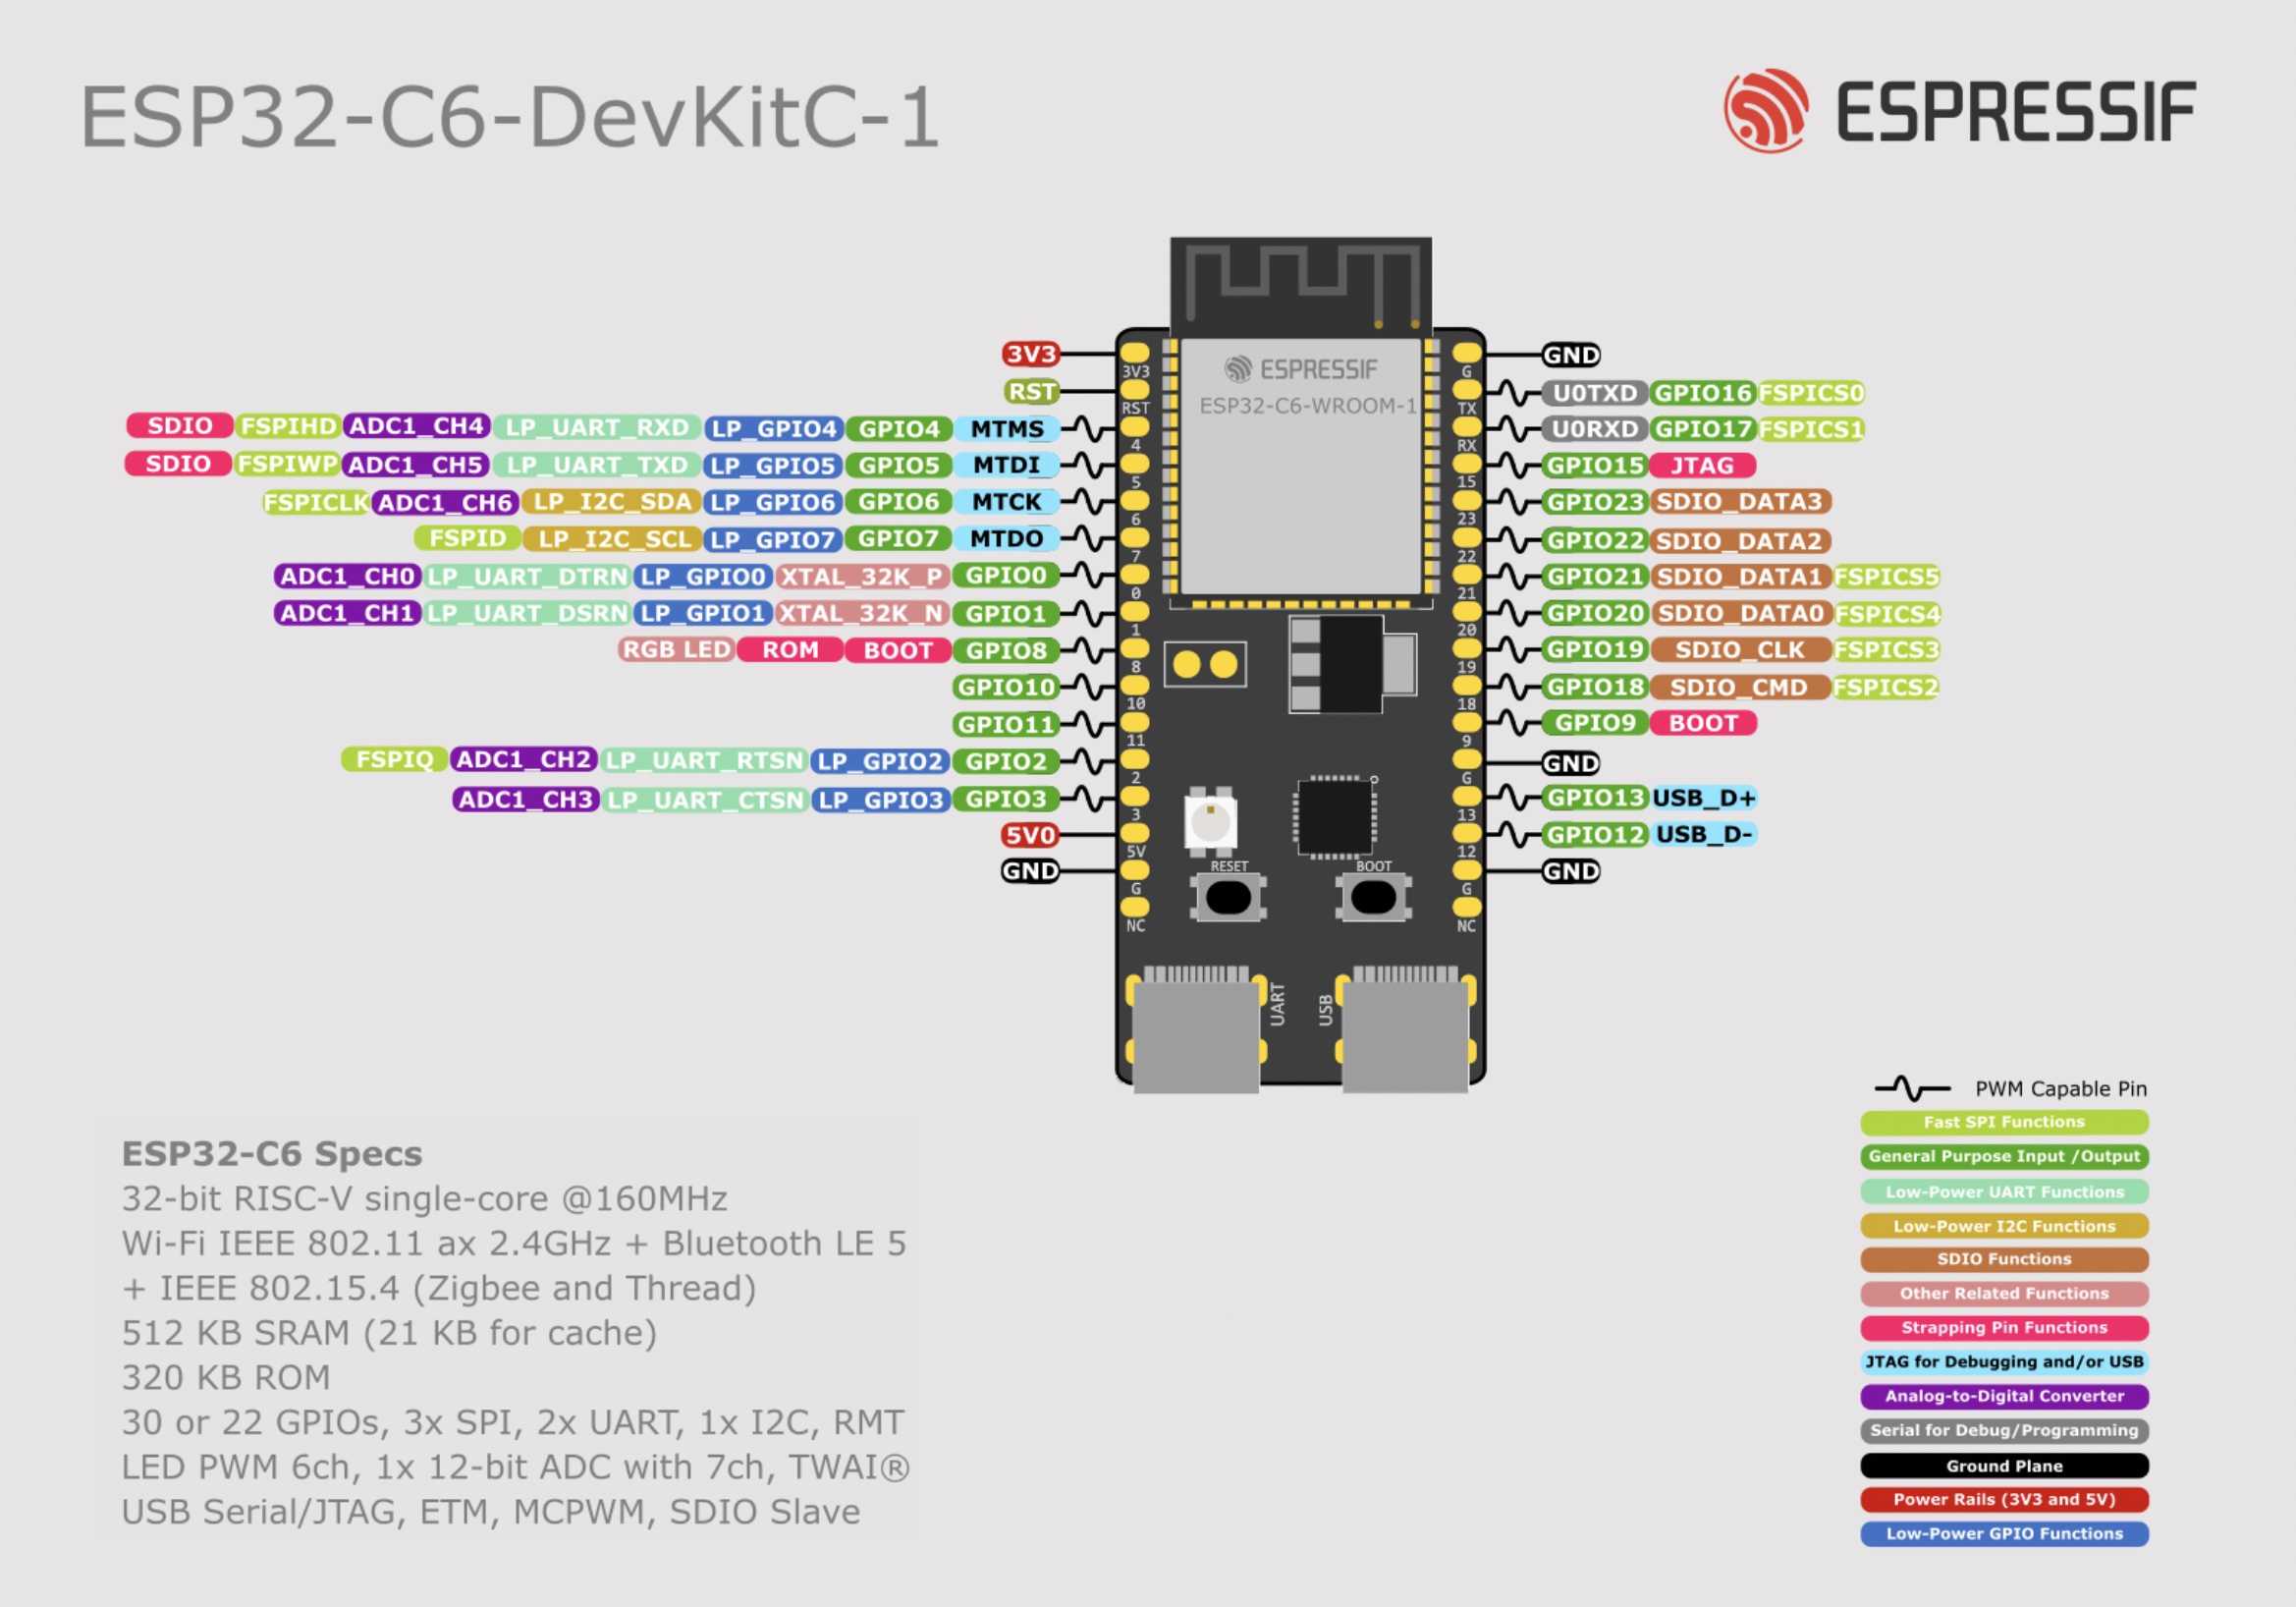 ESP32-C6-DevKitC-1
ESPRESSIF
ESPRESSIF
ESP32-C6-WROOM-1
3V3 3V3 G GND
RST RST TX U0TXD GPIO16 FSPICS0
SDIO FSPIHD ADC1_CH4 LP_UART_RXD LP_GPIO4 GPIO4 MTMS 4 RX U0RXD GPIO17 FSPICS1
SDIO FSPIWP ADC1_CH5 LP_UART_TXD LP_GPIO5 GPIO5 MTDI 5 15 GPIO15 JTAG
FSPICLK ADC1_CH6 LP_I2C_SDA LP_GPIO6 GPIO6 MTCK 6 23 GPIO23 SDIO_DATA3
FSPID LP_I2C_SCL LP_GPIO7 GPIO7 MTDO 7 22 GPIO22 SDIO_DATA2
ADC1_CH0 LP_UART_DTRN LP_GPIO0 XTAL_32K_P GPIO0 0 21 GPIO21 SDIO_DATA1 FSPICS5
ADC1_CH1 LP_UART_DSRN LP_GPIO1 XTAL_32K_N GPIO1 1 20 GPIO20 SDIO_DATA0 FSPICS4
RGB LED ROM BOOT GPIO8 8 19 GPIO19 SDIO_CLK FSPICS3
GPIO10 10 18 GPIO18 SDIO_CMD FSPICS2
GPIO11 11 9 GPIO9 BOOT
FSPIQ ADC1_CH2 LP_UART_RTSN LP_GPIO2 GPIO2 2 G GND
ADC1_CH3 LP_UART_CTSN LP_GPIO3 GPIO3 3 13 GPIO13 USB_D+
5V0 5V 12 GPIO12 USB_D-
GND G RESET BOOT G GND
NC NC
UART USB
ESP32-C6 Specs
32-bit RISC-V single-core @160MHz
Wi-Fi IEEE 802.11 ax 2.4GHz + Bluetooth LE 5
+ IEEE 802.15.4 (Zigbee and Thread)
512 KB SRAM (21 KB for cache)
320 KB ROM
30 or 22 GPIOs, 3x SPI, 2x UART, 1x I2C, RMT
LED PWM 6ch, 1x 12-bit ADC with 7ch, TWAI®
USB Serial/JTAG, ETM, MCPWM, SDIO Slave
PWM Capable Pin
Fast SPI Functions
General Purpose Input /Output
Low-Power UART Functions
Low-Power I2C Functions
SDIO Functions
Other Related Functions
Strapping Pin Functions
JTAG for Debugging and/or USB
Analog-to-Digital Converter
Serial for Debug/Programming
Ground Plane
Power Rails (3V3 and 5V)
Low-Power GPIO Functions